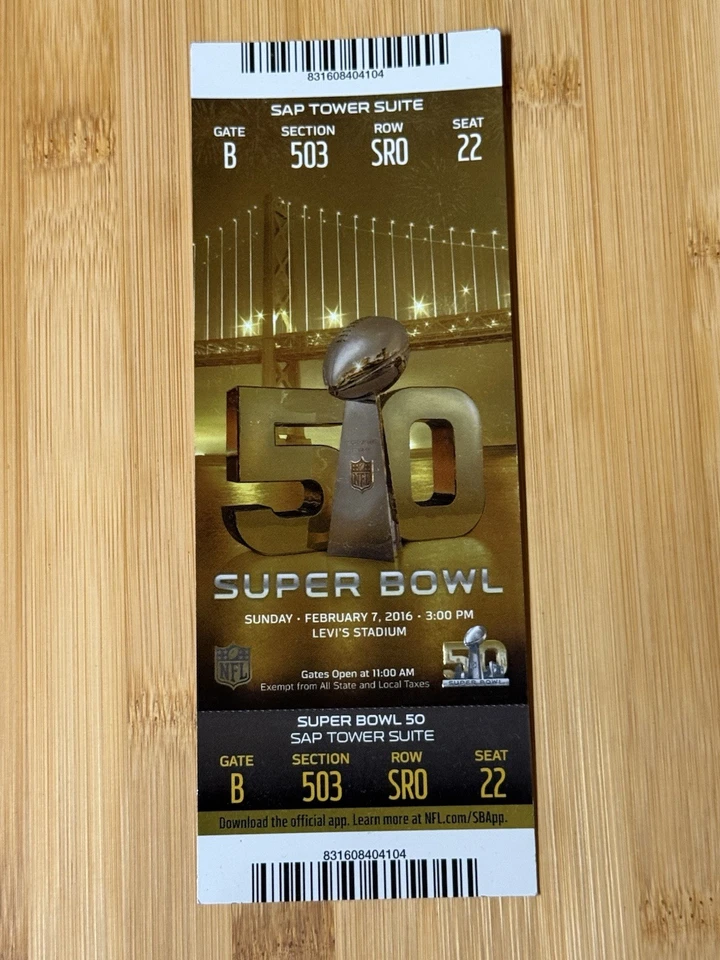 831608404104
SAP TOWER SUITE
GATE SECTION ROW SEAT
B 503 SRO 22
50
NFL
SUPER BOWL
SUNDAY · FEBRUARY 7, 2016 · 3:00 PM
LEVI'S STADIUM
NFL
50
SUPER BOWL
Gates Open at 11:00 AM
Exempt from All State and Local Taxes
SUPER BOWL 50
SAP TOWER SUITE
GATE SECTION ROW SEAT
B 503 SRO 22
Download the official app. Learn more at NFL.com/SBApp.
831608404104